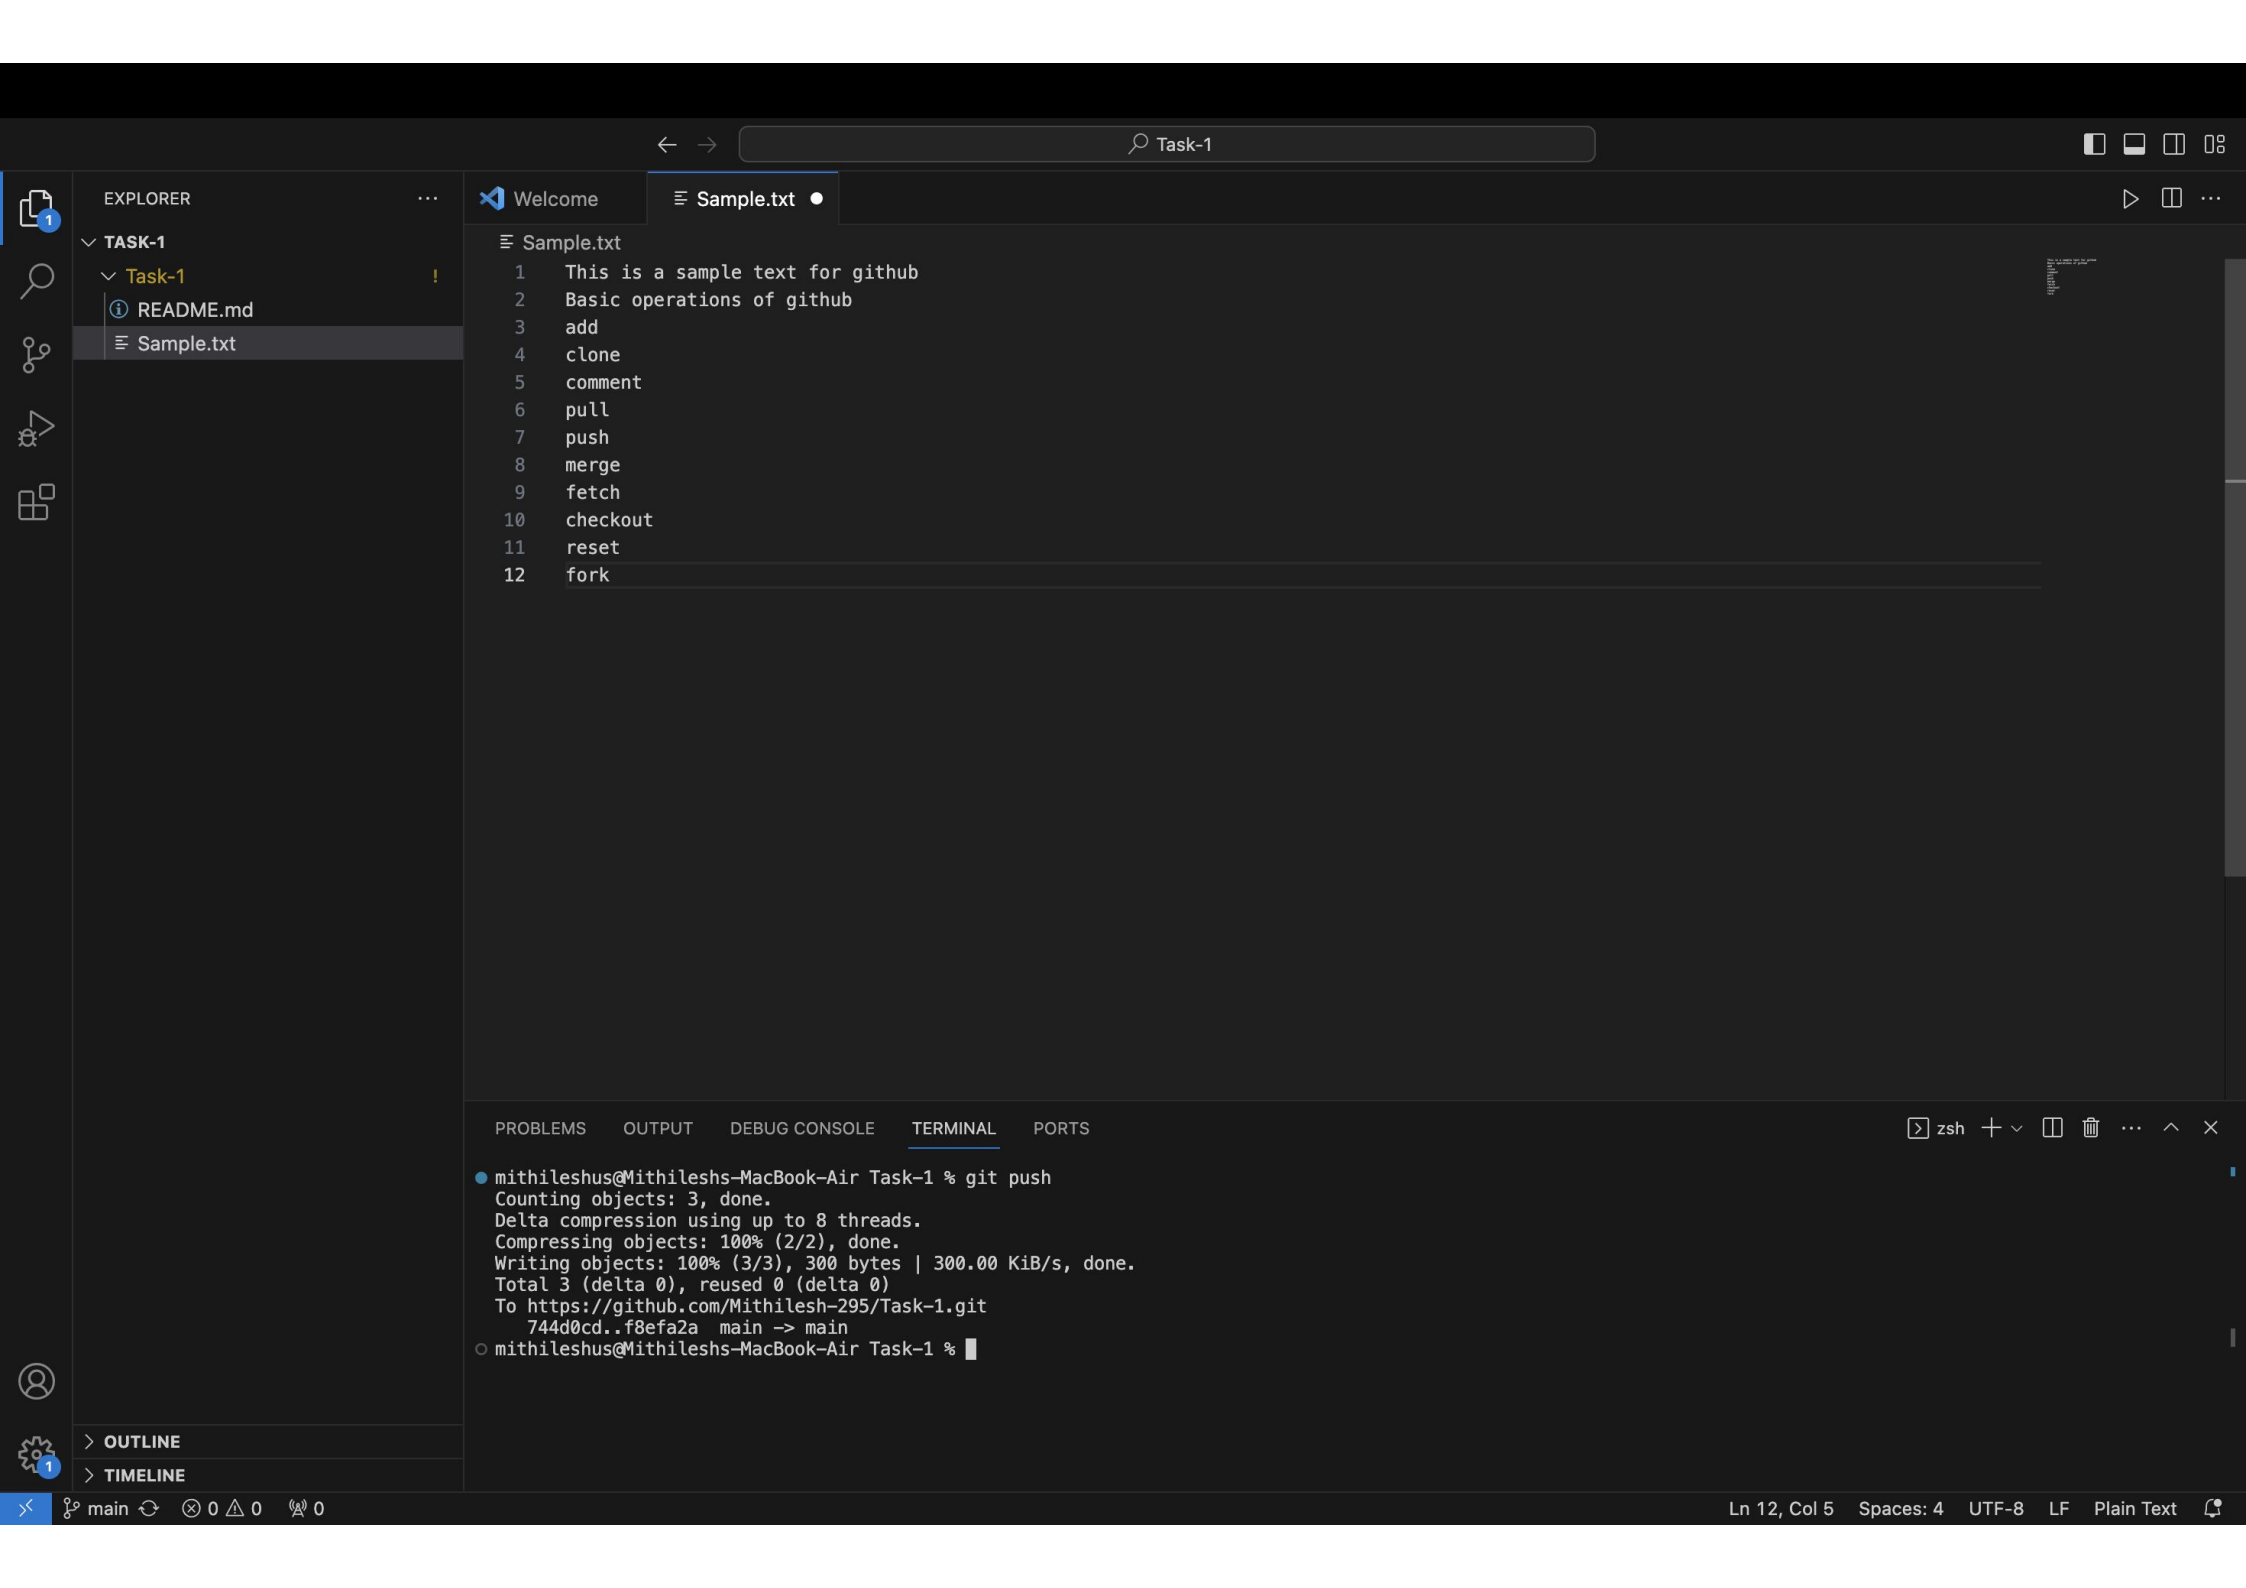 Task-1
EXPLORER
Welcome
Sample.txt
TASK-1
Task-1 !
README.md
Sample.txt
Sample.txt
1 This is a sample text for github
2 Basic operations of github
3 add
4 clone
5 comment
6 pull
7 push
8 merge
9 fetch
10 checkout
11 reset
12 fork
PROBLEMS OUTPUT DEBUG CONSOLE TERMINAL PORTS
zsh
mithileshus@Mithileshs-MacBook-Air Task-1 % git push
Counting objects: 3, done.
Delta compression using up to 8 threads.
Compressing objects: 100% (2/2), done.
Writing objects: 100% (3/3), 300 bytes | 300.00 KiB/s, done.
Total 3 (delta 0), reused 0 (delta 0)
To https://github.com/Mithilesh-295/Task-1.git
744d0cd..f8efa2a main -> main
mithileshus@Mithileshs-MacBook-Air Task-1 %
1
OUTLINE
1
TIMELINE
main 0 0 0
Ln 12, Col 5 Spaces: 4 UTF-8 LF Plain Text